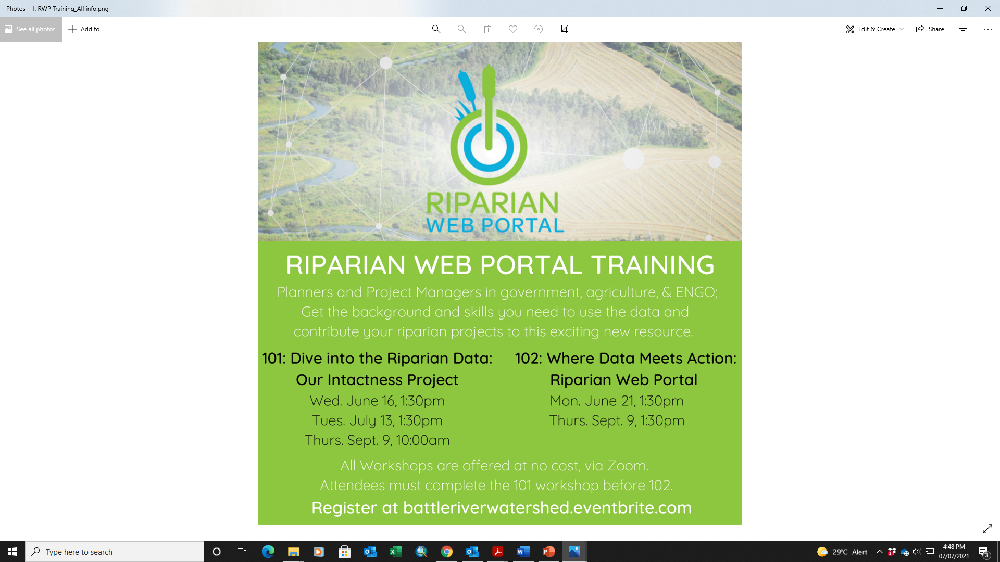 Photos - 1. RWP Training_All info.png
See all photos
Add to
Edit & Create
Share
RIPARIAN
WEB PORTAL
RIPARIAN WEB PORTAL TRAINING
Planners and Project Managers in government, agriculture, & ENGO;
Get the background and skills you need to use the data and
contribute your riparian projects to this exciting new resource.
101: Dive into the Riparian Data:
Our Intactness Project
Wed. June 16, 1:30pm
Tues. July 13, 1:30pm
Thurs. Sept. 9, 10:00am
102: Where Data Meets Action:
Riparian Web Portal
Mon. June 21, 1:30pm
Thurs. Sept. 9, 1:30pm
All Workshops are offered at no cost, via Zoom.
Attendees must complete the 101 workshop before 102.
Register at battleriverwatershed.eventbrite.com
Type here to search
29°C Alert
4:48 PM
07/07/2021
3